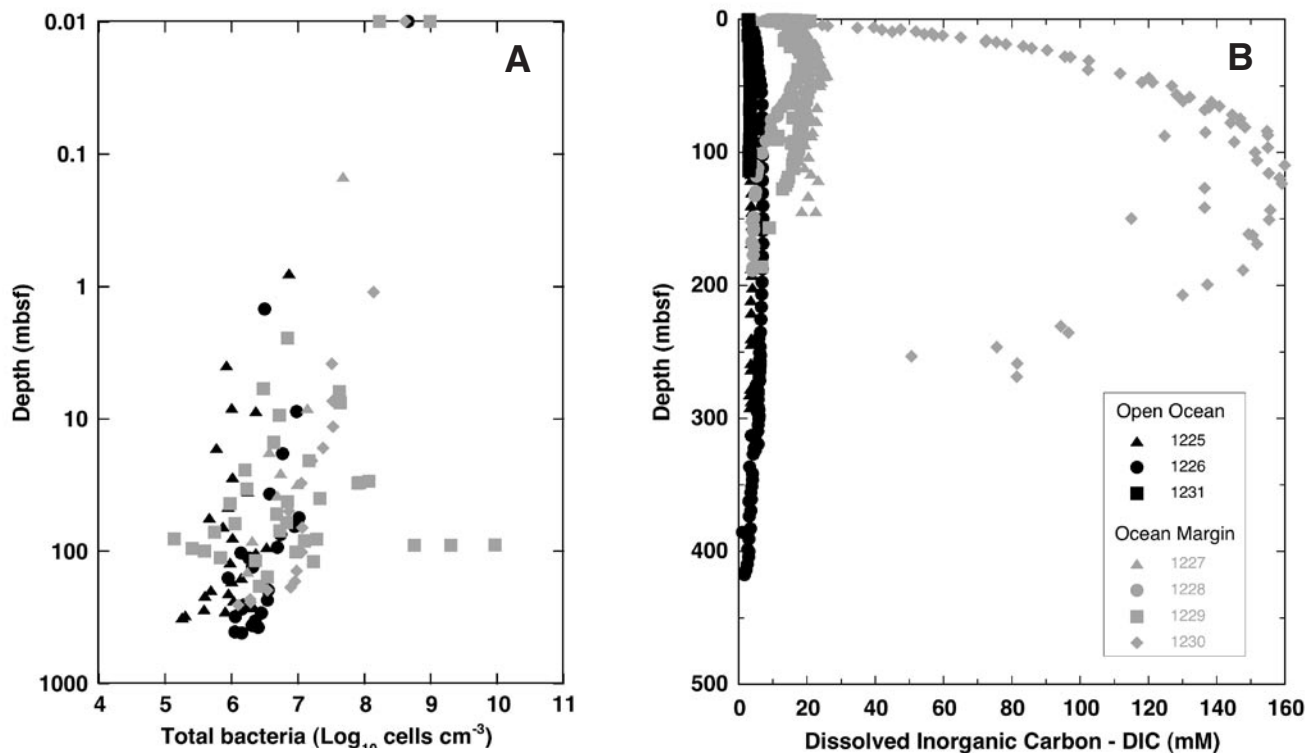 A
0.01
0.1
1
10
100
1000
Depth (mbsf)
4 5 6 7 8 9 10 11
Total bacteria (Log10 cells cm-3)
B
0
100
200
300
400
500
Depth (mbsf)
0 20 40 60 80 100 120 140 160
Dissolved Inorganic Carbon - DIC (mM)
Open Ocean
1225
1226
1231
Ocean Margin
1227
1228
1229
1230